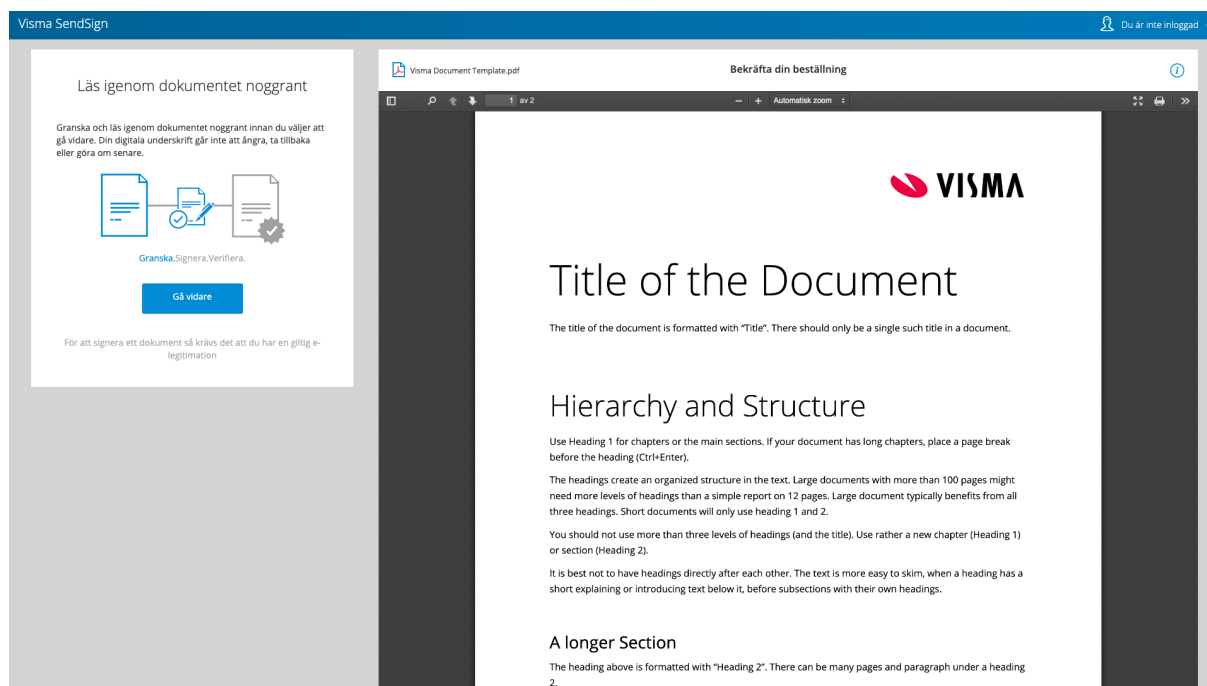 Visma SendSign
Du är inte inloggad
Läs igenom dokumentet noggrant
Granska och läs igenom dokumentet noggrant innan du väljer att
gå vidare. Din digitala underskrift går inte att ångra, ta tillbaka
eller göra om senare.
Granska.Signera.Verifiera.
Gå vidare
För att signera ett dokument så krävs det att du har en giltig e-
legitimation
Visma Document Template.pdf
Bekräfta din beställning
1 av 2
Automatisk zoom
VISMA
Title of the Document
The title of the document is formatted with “Title”. There should only be a single such title in a document.
Hierarchy and Structure
Use Heading 1 for chapters or the main sections. If your document has long chapters, place a page break
before the heading (Ctrl+Enter).
The headings create an organized structure in the text. Large documents with more than 100 pages might
need more levels of headings than a simple report on 12 pages. Large document typically benefits from all
three headings. Short documents will only use heading 1 and 2.
You should not use more than three levels of headings (and the title). Use rather a new chapter (Heading 1)
or section (Heading 2).
It is best not to have headings directly after each other. The text is more easy to skim, when a heading has a
short explaining or introducing text below it, before subsections with their own headings.
A longer Section
The heading above is formatted with “Heading 2”. There can be many pages and paragraph under a heading
2.